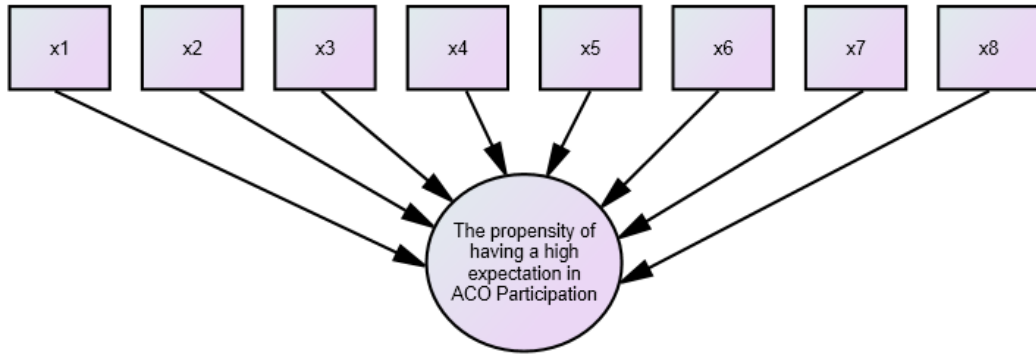 x1 x2 x3 x4 x5 x6 x7 x8
The propensity of
having a high
expectation in
ACO Participation